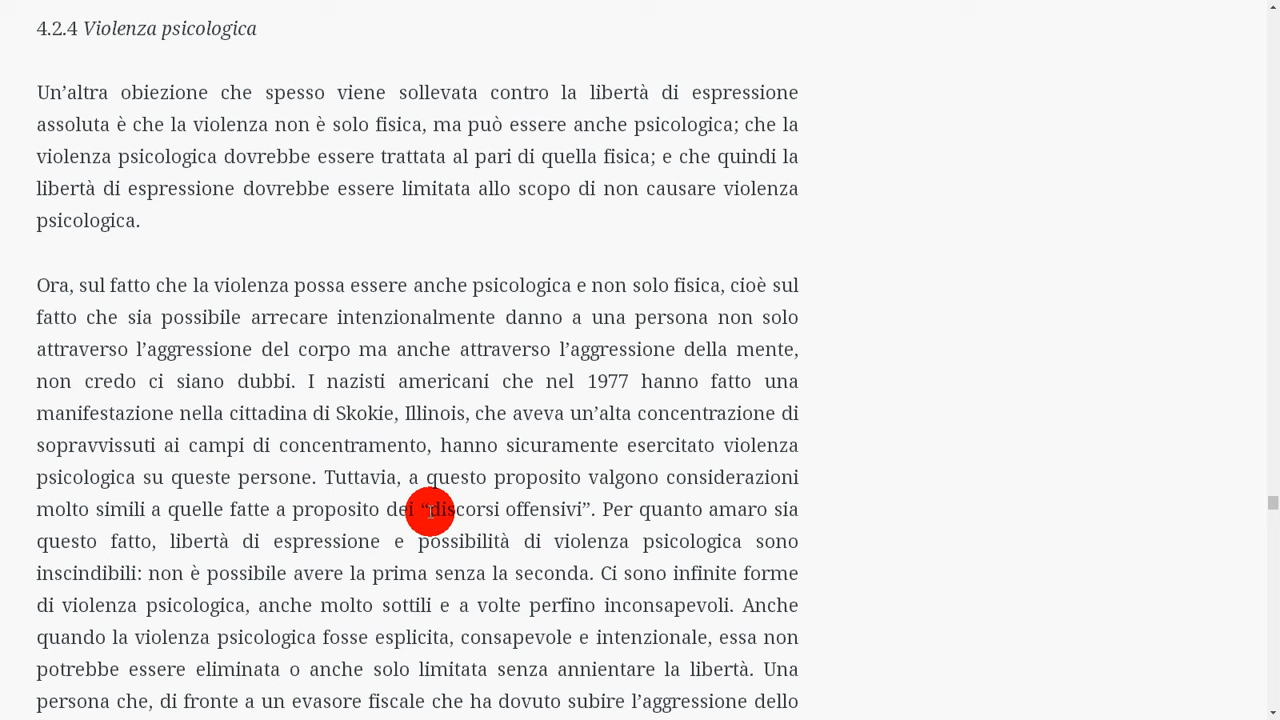 4.2.4 Violenza psicologica
Un’altra obiezione che spesso viene sollevata contro la libertà di espressione
assoluta è che la violenza non è solo fisica, ma può essere anche psicologica; che la
violenza psicologica dovrebbe essere trattata al pari di quella fisica; e che quindi la
libertà di espressione dovrebbe essere limitata allo scopo di non causare violenza
psicologica.
Ora, sul fatto che la violenza possa essere anche psicologica e non solo fisica, cioè sul
fatto che sia possibile arrecare intenzionalmente danno a una persona non solo
attraverso l’aggressione del corpo ma anche attraverso l’aggressione della mente,
non credo ci siano dubbi. I nazisti americani che nel 1977 hanno fatto una
manifestazione nella cittadina di Skokie, Illinois, che aveva un’alta concentrazione di
sopravvissuti ai campi di concentramento, hanno sicuramente esercitato violenza
psicologica su queste persone. Tuttavia, a questo proposito valgono considerazioni
molto simili a quelle fatte a proposito dei “discorsi offensivi”. Per quanto amaro sia
questo fatto, libertà di espressione e possibilità di violenza psicologica sono
inscindibili: non è possibile avere la prima senza la seconda. Ci sono infinite forme
di violenza psicologica, anche molto sottili e a volte perfino inconsapevoli. Anche
quando la violenza psicologica fosse esplicita, consapevole e intenzionale, essa non
potrebbe essere eliminata o anche solo limitata senza annientare la libertà. Una
persona che, di fronte a un evasore fiscale che ha dovuto subire l’aggressione dello